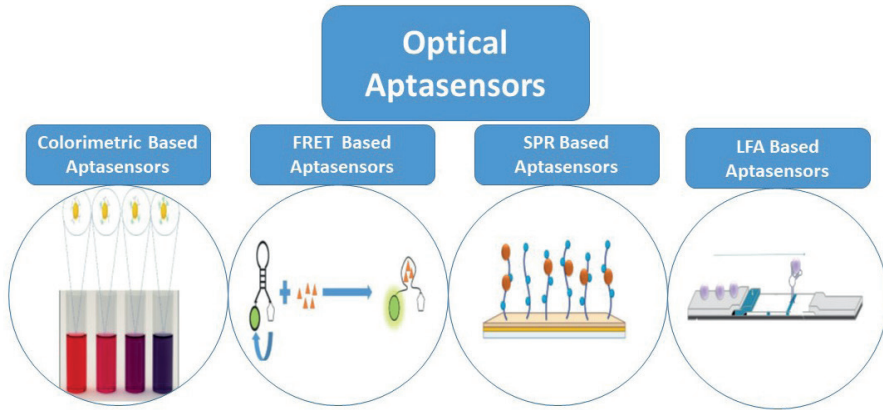 Optical
Aptasensors
Colorimetric Based
Aptasensors
FRET Based
Aptasensors
SPR Based
Aptasensors
LFA Based
Aptasensors